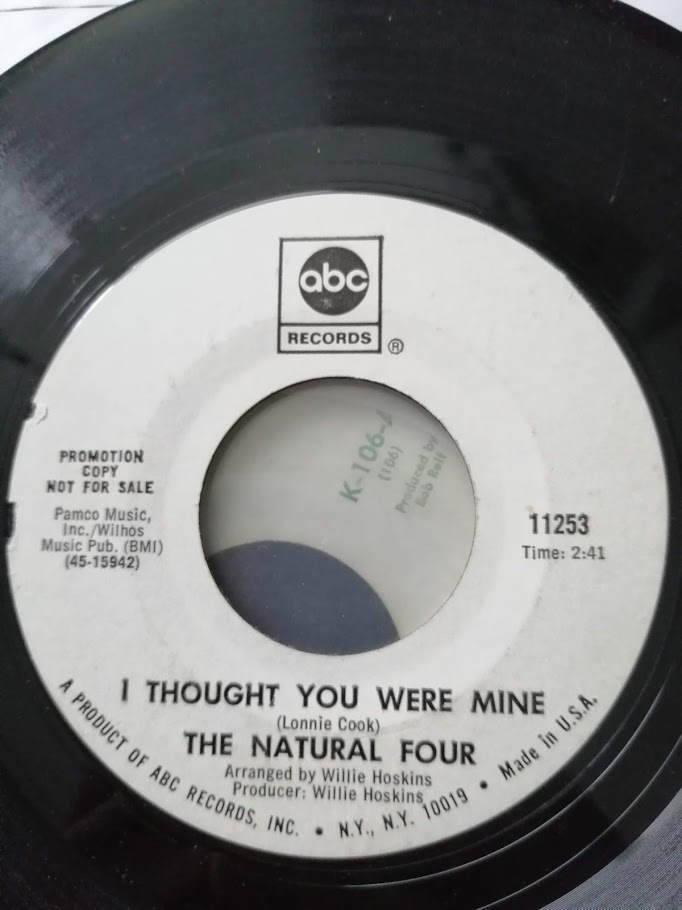 abc
RECORDS ®
PROMOTION
COPY
NOT FOR SALE
Pamco Music,
Inc./Wilhos
Music Pub. (BMI)
(45-15942)
K-106-A
(106)
Produced by
Bob Relf
11253
Time: 2:41
I THOUGHT YOU WERE MINE
(Lonnie Cook)
THE NATURAL FOUR
Arranged by Willie Hoskins
Producer: Willie Hoskins
A PRODUCT OF ABC RECORDS, INC. • N.Y., N.Y. 10019 • Made in U.S.A.